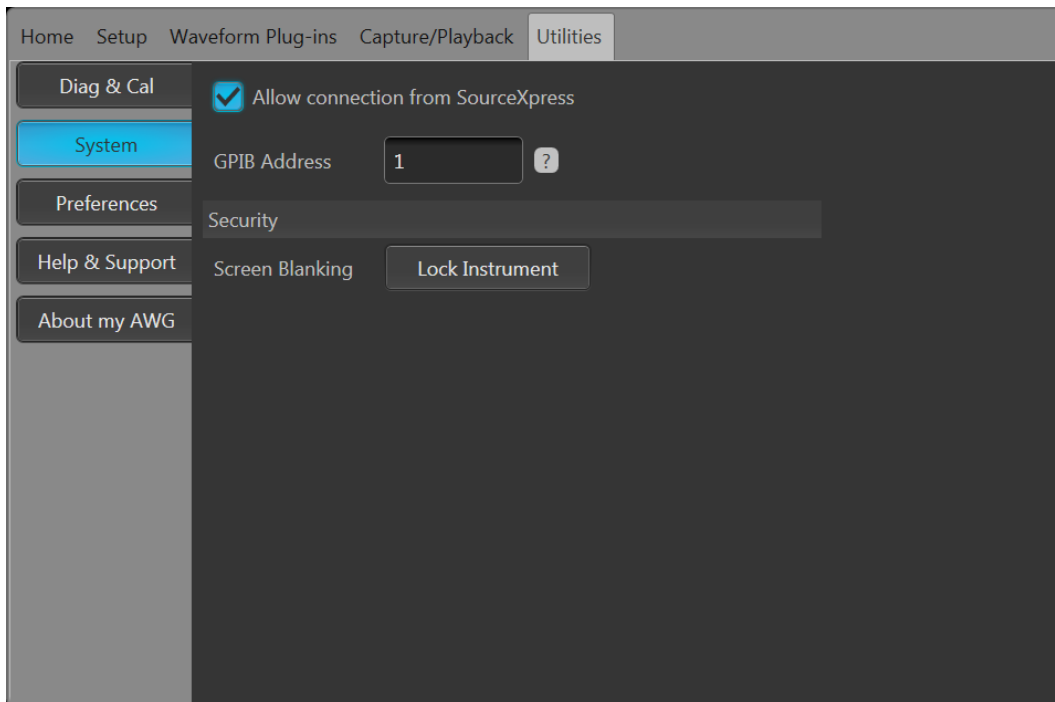 Home Setup Waveform Plug-ins Capture/Playback Utilities
Diag & Cal
System
Preferences
Help & Support
About my AWG
Allow connection from SourceXpress
GPIB Address 1 ?
Security
Screen Blanking Lock Instrument